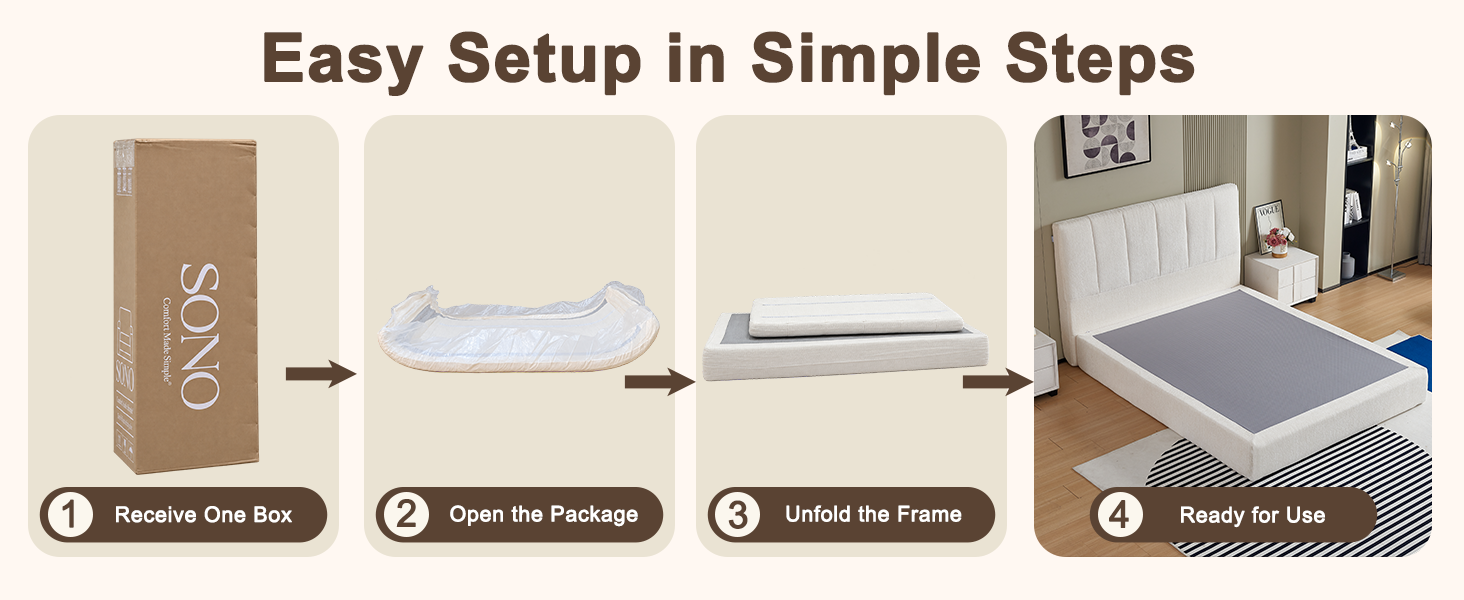 Easy Setup in Simple Steps
SONO
Comfort Made Simple®
SONO
VOGUE
1 Receive One Box
2 Open the Package
3 Unfold the Frame
4 Ready for Use